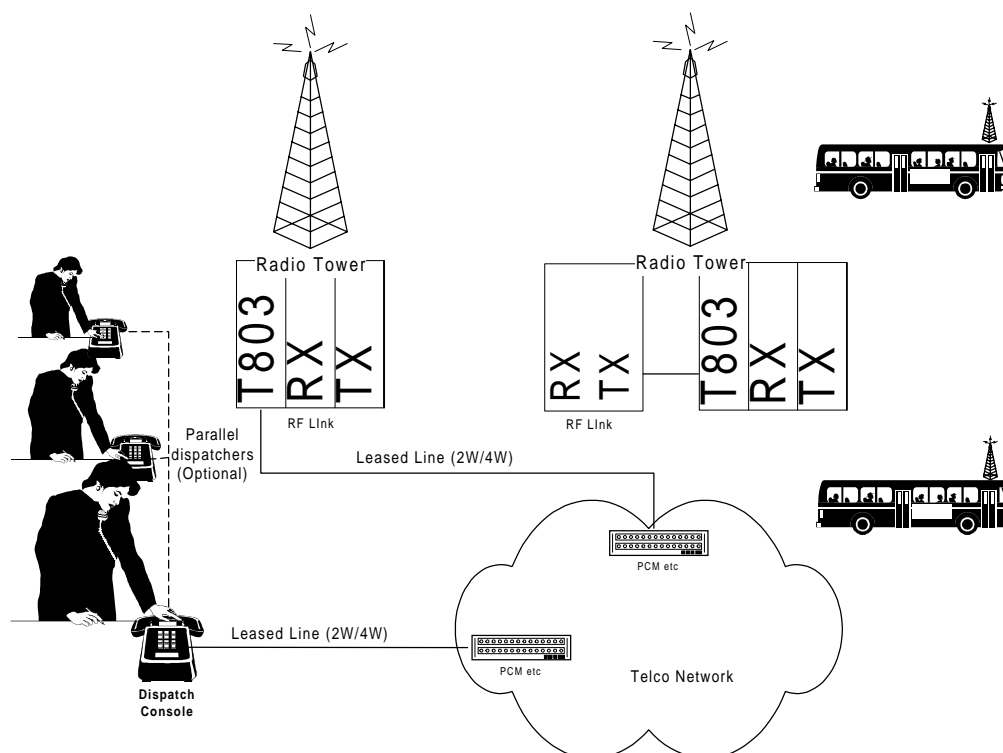 Radio Tower
T803
RX
TX
RF LInk
Radio Tower
RX
TX
T803
RX
TX
RF LInk
Parallel
dispatchers
(Optional)
Leased Line (2W/4W)
PCM etc
Leased Line (2W/4W)
PCM etc
Telco Network
Dispatch
Console